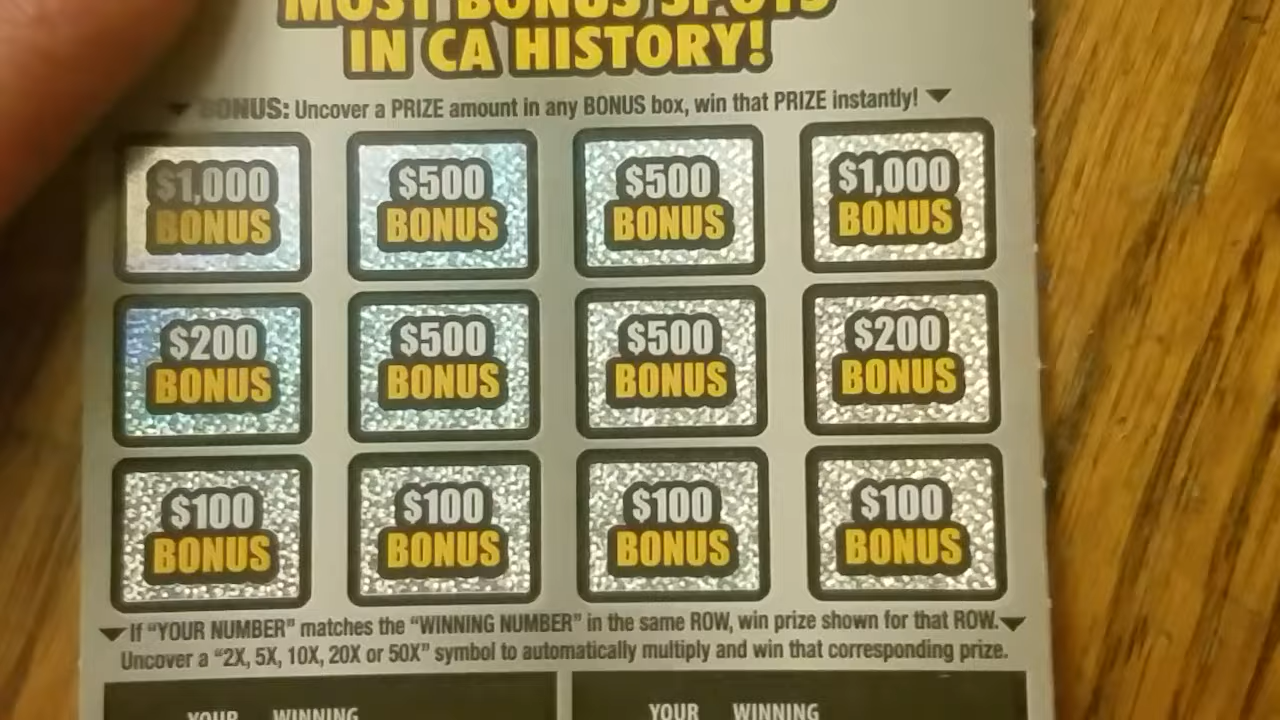 MOST BONUS SPOTS
IN CA HISTORY!
BONUS: Uncover a PRIZE amount in any BONUS box, win that PRIZE instantly!
$1,000 BONUS
$500 BONUS
$500 BONUS
$1,000 BONUS
$200 BONUS
$500 BONUS
$500 BONUS
$200 BONUS
$100 BONUS
$100 BONUS
$100 BONUS
$100 BONUS
If “YOUR NUMBER” matches the “WINNING NUMBER” in the same ROW, win prize shown for that ROW.
Uncover a “2X, 5X, 10X, 20X or 50X” symbol to automatically multiply and win that corresponding prize.
YOUR WINNING
YOUR WINNING